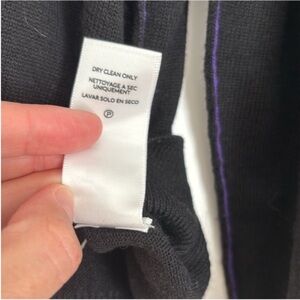 DRY CLEAN ONLY
NETTOYAGE A SEC
UNIQUEMENT
LAVAR SOLO EN SECO
P